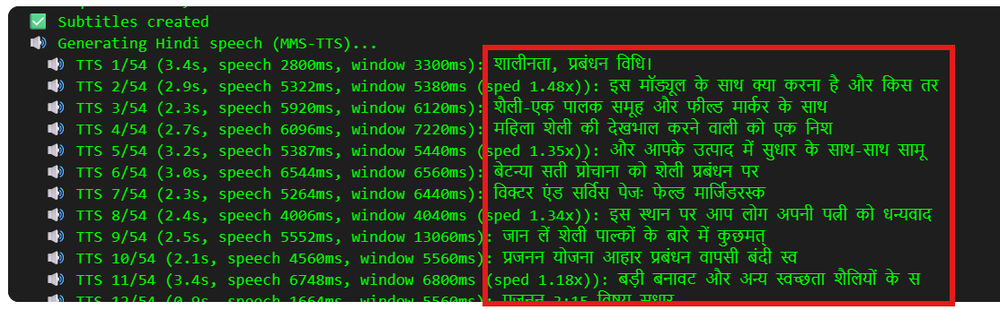 Subtitles created
Generating Hindi speech (MMS-TTS)...
TTS 1/54 (3.4s, speech 2800ms, window 3300ms): शालीनता, प्रबंधन विधि।
TTS 2/54 (2.9s, speech 5322ms, window 5380ms (sped 1.48x)): इस मॉड्यूल के साथ क्या करना है और किस तर
TTS 3/54 (2.3s, speech 5920ms, window 6120ms): शैली-एक पालक समूह और फील्ड मार्कर के साथ
TTS 4/54 (2.7s, speech 6096ms, window 7220ms): महिला शेली की देखभाल करने वाली को एक निश
TTS 5/54 (3.2s, speech 5387ms, window 5440ms (sped 1.35x)): और आपके उत्पाद में सुधार के साथ-साथ सामू
TTS 6/54 (3.0s, speech 6544ms, window 6560ms): बेटन्या सती प्रोचाना को शेली प्रबंधन पर
TTS 7/54 (2.3s, speech 5264ms, window 6440ms): विक्टर एंड सर्विस पेजः फेल्ड मार्जिडरस्क
TTS 8/54 (2.4s, speech 4006ms, window 4040ms (sped 1.34x)): इस स्थान पर आप लोग अपनी पत्नी को धन्यवाद
TTS 9/54 (2.5s, speech 5552ms, window 13060ms): जान लें शेली पाल्कों के बारे में कुछमत्
TTS 10/54 (2.1s, speech 4560ms, window 5560ms): प्रजनन योजना आहार प्रबंधन वापसी बंदी स्व
TTS 11/54 (3.4s, speech 6748ms, window 6800ms (sped 1.18x)): बड़ी बनावट और अन्य स्वच्छता शैलियों के स
TTS 12/54 (0.9s, speech 1664ms, window 5560ms): प्रजनन 2:15 विषय सुधार